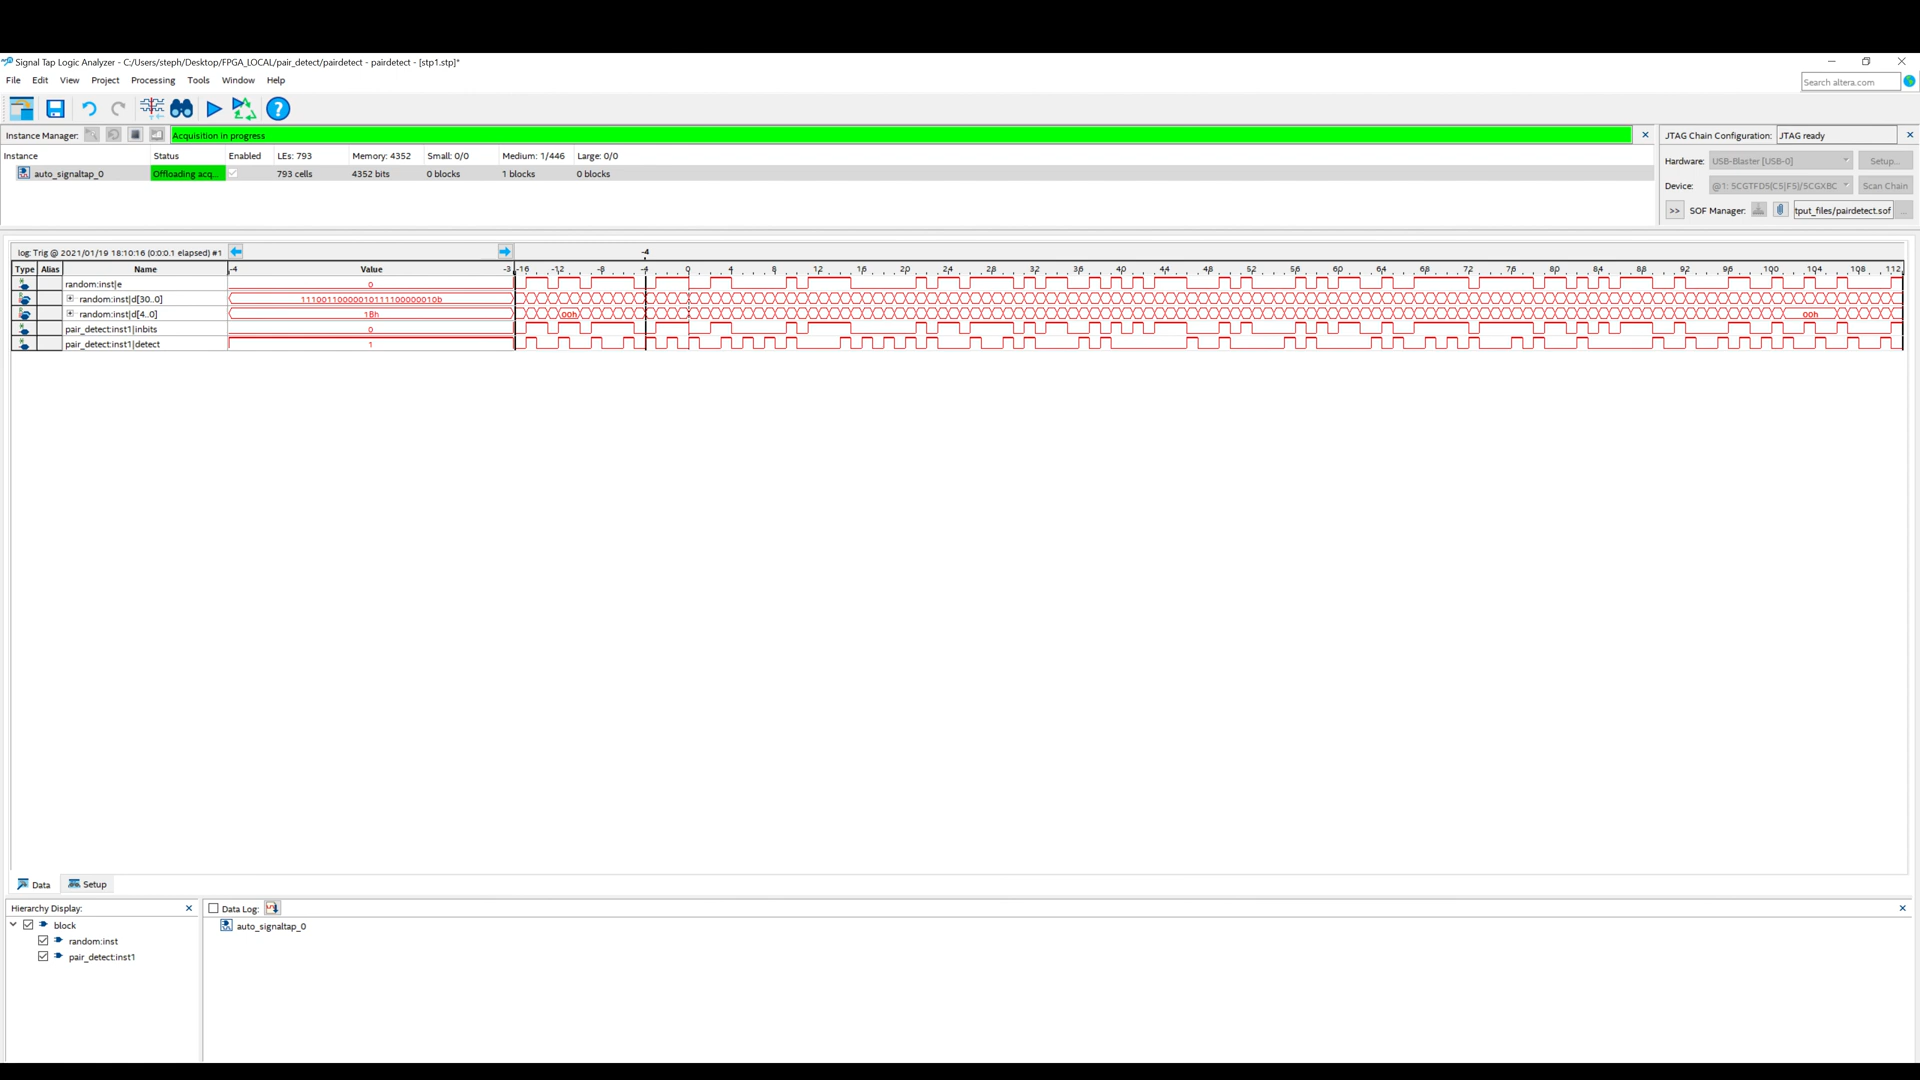 Signal Tap Logic Analyzer - C:/Users/steph/Desktop/FPGA_LOCAL/pair_detect/pairdetect - pairdetect - [stp1.stp]*
File Edit View Project Processing Tools Window Help
Search altera.com
Instance Manager: Acquisition in progress
JTAG Chain Configuration: JTAG ready
Instance Status Enabled LEs: 793 Memory: 4352 Small: 0/0 Medium: 1/446 Large: 0/0
auto_signaltap_0 Offloading acq... 793 cells 4352 bits 0 blocks 1 blocks 0 blocks
Hardware: USB-Blaster [USB-0] Setup...
Device: @1: 5CGTFD5(C5|F5)/5CGXBC Scan Chain
>> SOF Manager: tput_files/pairdetect.sof ...
log: Trig @ 2021/01/19 18:10:16 (0:0:0.1 elapsed) #1
-4
Type Alias Name -4 Value -3 -16 -12 -8 -4 0 4 8 12 16 20 24 28 32 36 40 44 48 52 56 60 64 68 72 76 80 84 88 92 96 100 104 108 112
random:inst|e 0
random:inst|d[30..0] 1110011000001011110000001​0b
random:inst|d[4..0] 1Bh 00h 00h
pair_detect:inst1|inbits 0
pair_detect:inst1|detect 1
Data Setup
Hierarchy Display:
block
random:inst
pair_detect:inst1
Data Log:
auto_signaltap_0